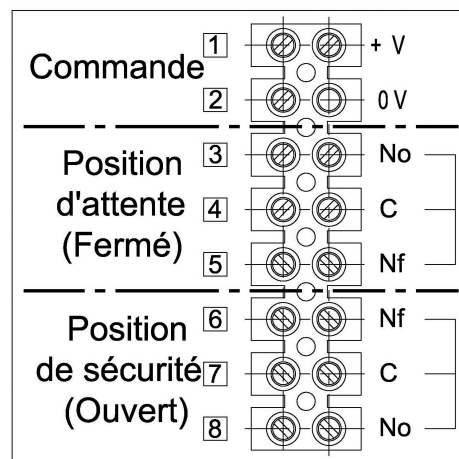 Commande
1 + V
2 0 V
Position
d'attente
(Fermé)
3 No
4 C
5 Nf
Position
de sécurité
(Ouvert)
6 Nf
7 C
8 No